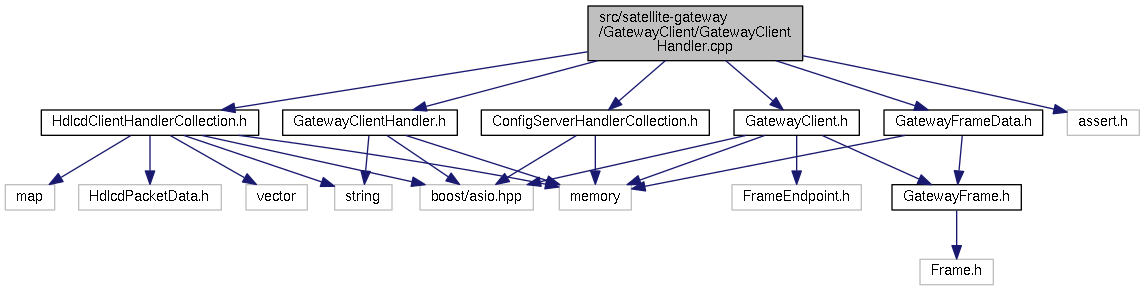 src/satellite-gateway
/GatewayClient/GatewayClient
Handler.cpp
HdlcdClientHandlerCollection.h
GatewayClientHandler.h
ConfigServerHandlerCollection.h
GatewayClient.h
GatewayFrameData.h
assert.h
map
HdlcdPacketData.h
vector
string
boost/asio.hpp
memory
FrameEndpoint.h
GatewayFrame.h
Frame.h